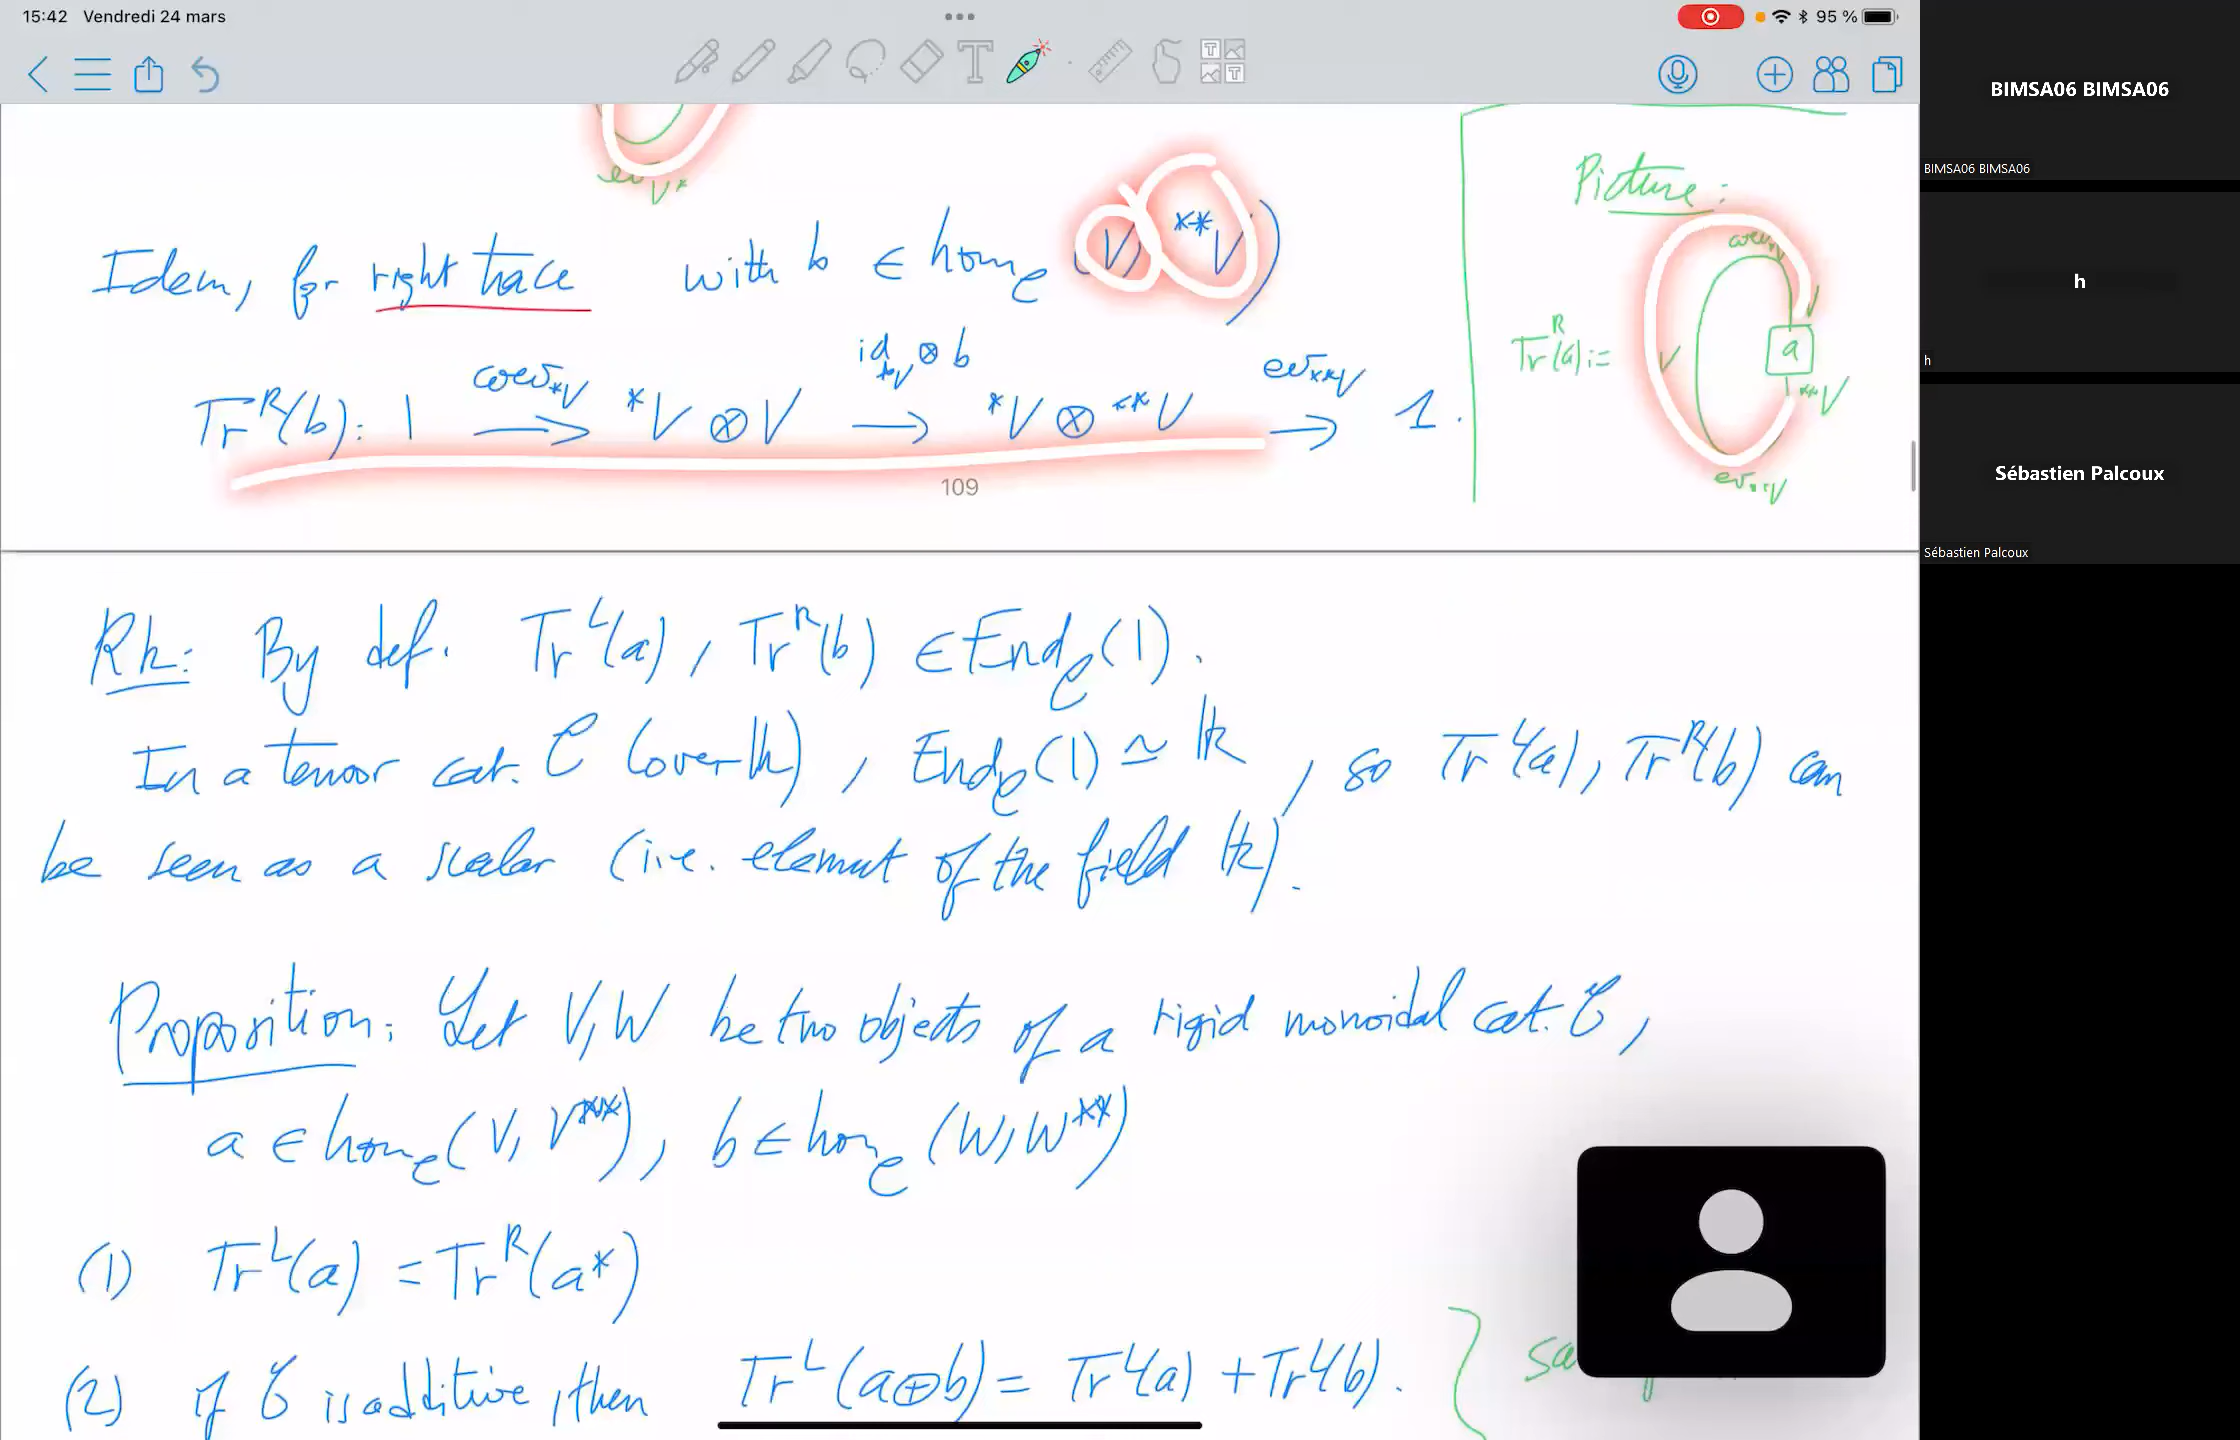 15:42 Vendredi 24 mars
95 %
BIMSA06 BIMSA06
BIMSA06 BIMSA06
h
h
Sébastien Palcoux
Sébastien Palcoux
ev_V*
Idem, for right trace with b ∈ hom_C (V, **V)
Tr^R(b): 1 →^{coev_*V} *V ⊗ V →^{id_*V ⊗ b} *V ⊗ **V →^{ev_**V} 1.
109
Picture:
Tr^R(a):=
V
V
a
**V
ev_**V
Rk: By def. Tr^L(a), Tr^R(b) ∈ End_C(1).
In a tensor cat. C (over k), End_C(1) ≃ k, so Tr^L(a), Tr^R(b) can
be seen as a scalar (i.e. element of the field k).
Proposition: Let V, W be two objects of a rigid monoidal cat. C,
a ∈ hom_C(V, V**), b ∈ hom_C(W, W**)
(1) Tr^L(a) = Tr^R(a*)
(2) if C is additive, then Tr^L(a⊕b) = Tr^L(a) + Tr^L(b).